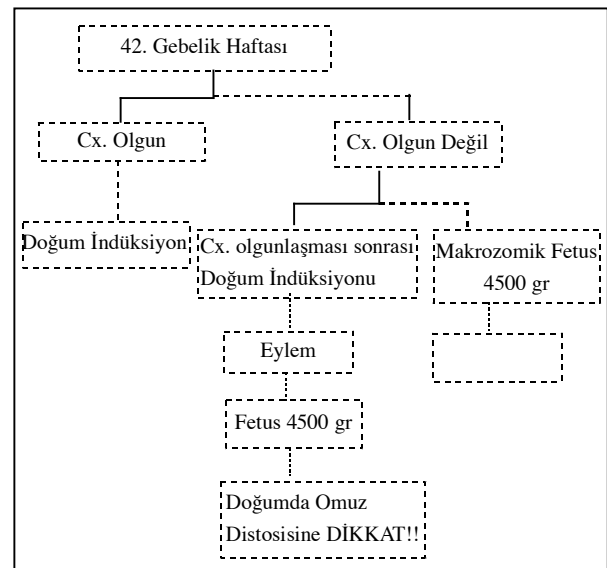 42. Gebelik Haftası
Cx. Olgun
Cx. Olgun Değil
Doğum İndüksiyon
Cx. olgunlaşması sonrası
Doğum İndüksiyonu
Makrozomik Fetus
4500 gr
Eylem
Fetus 4500 gr
Doğumda Omuz
Distosisine DİKKAT!!